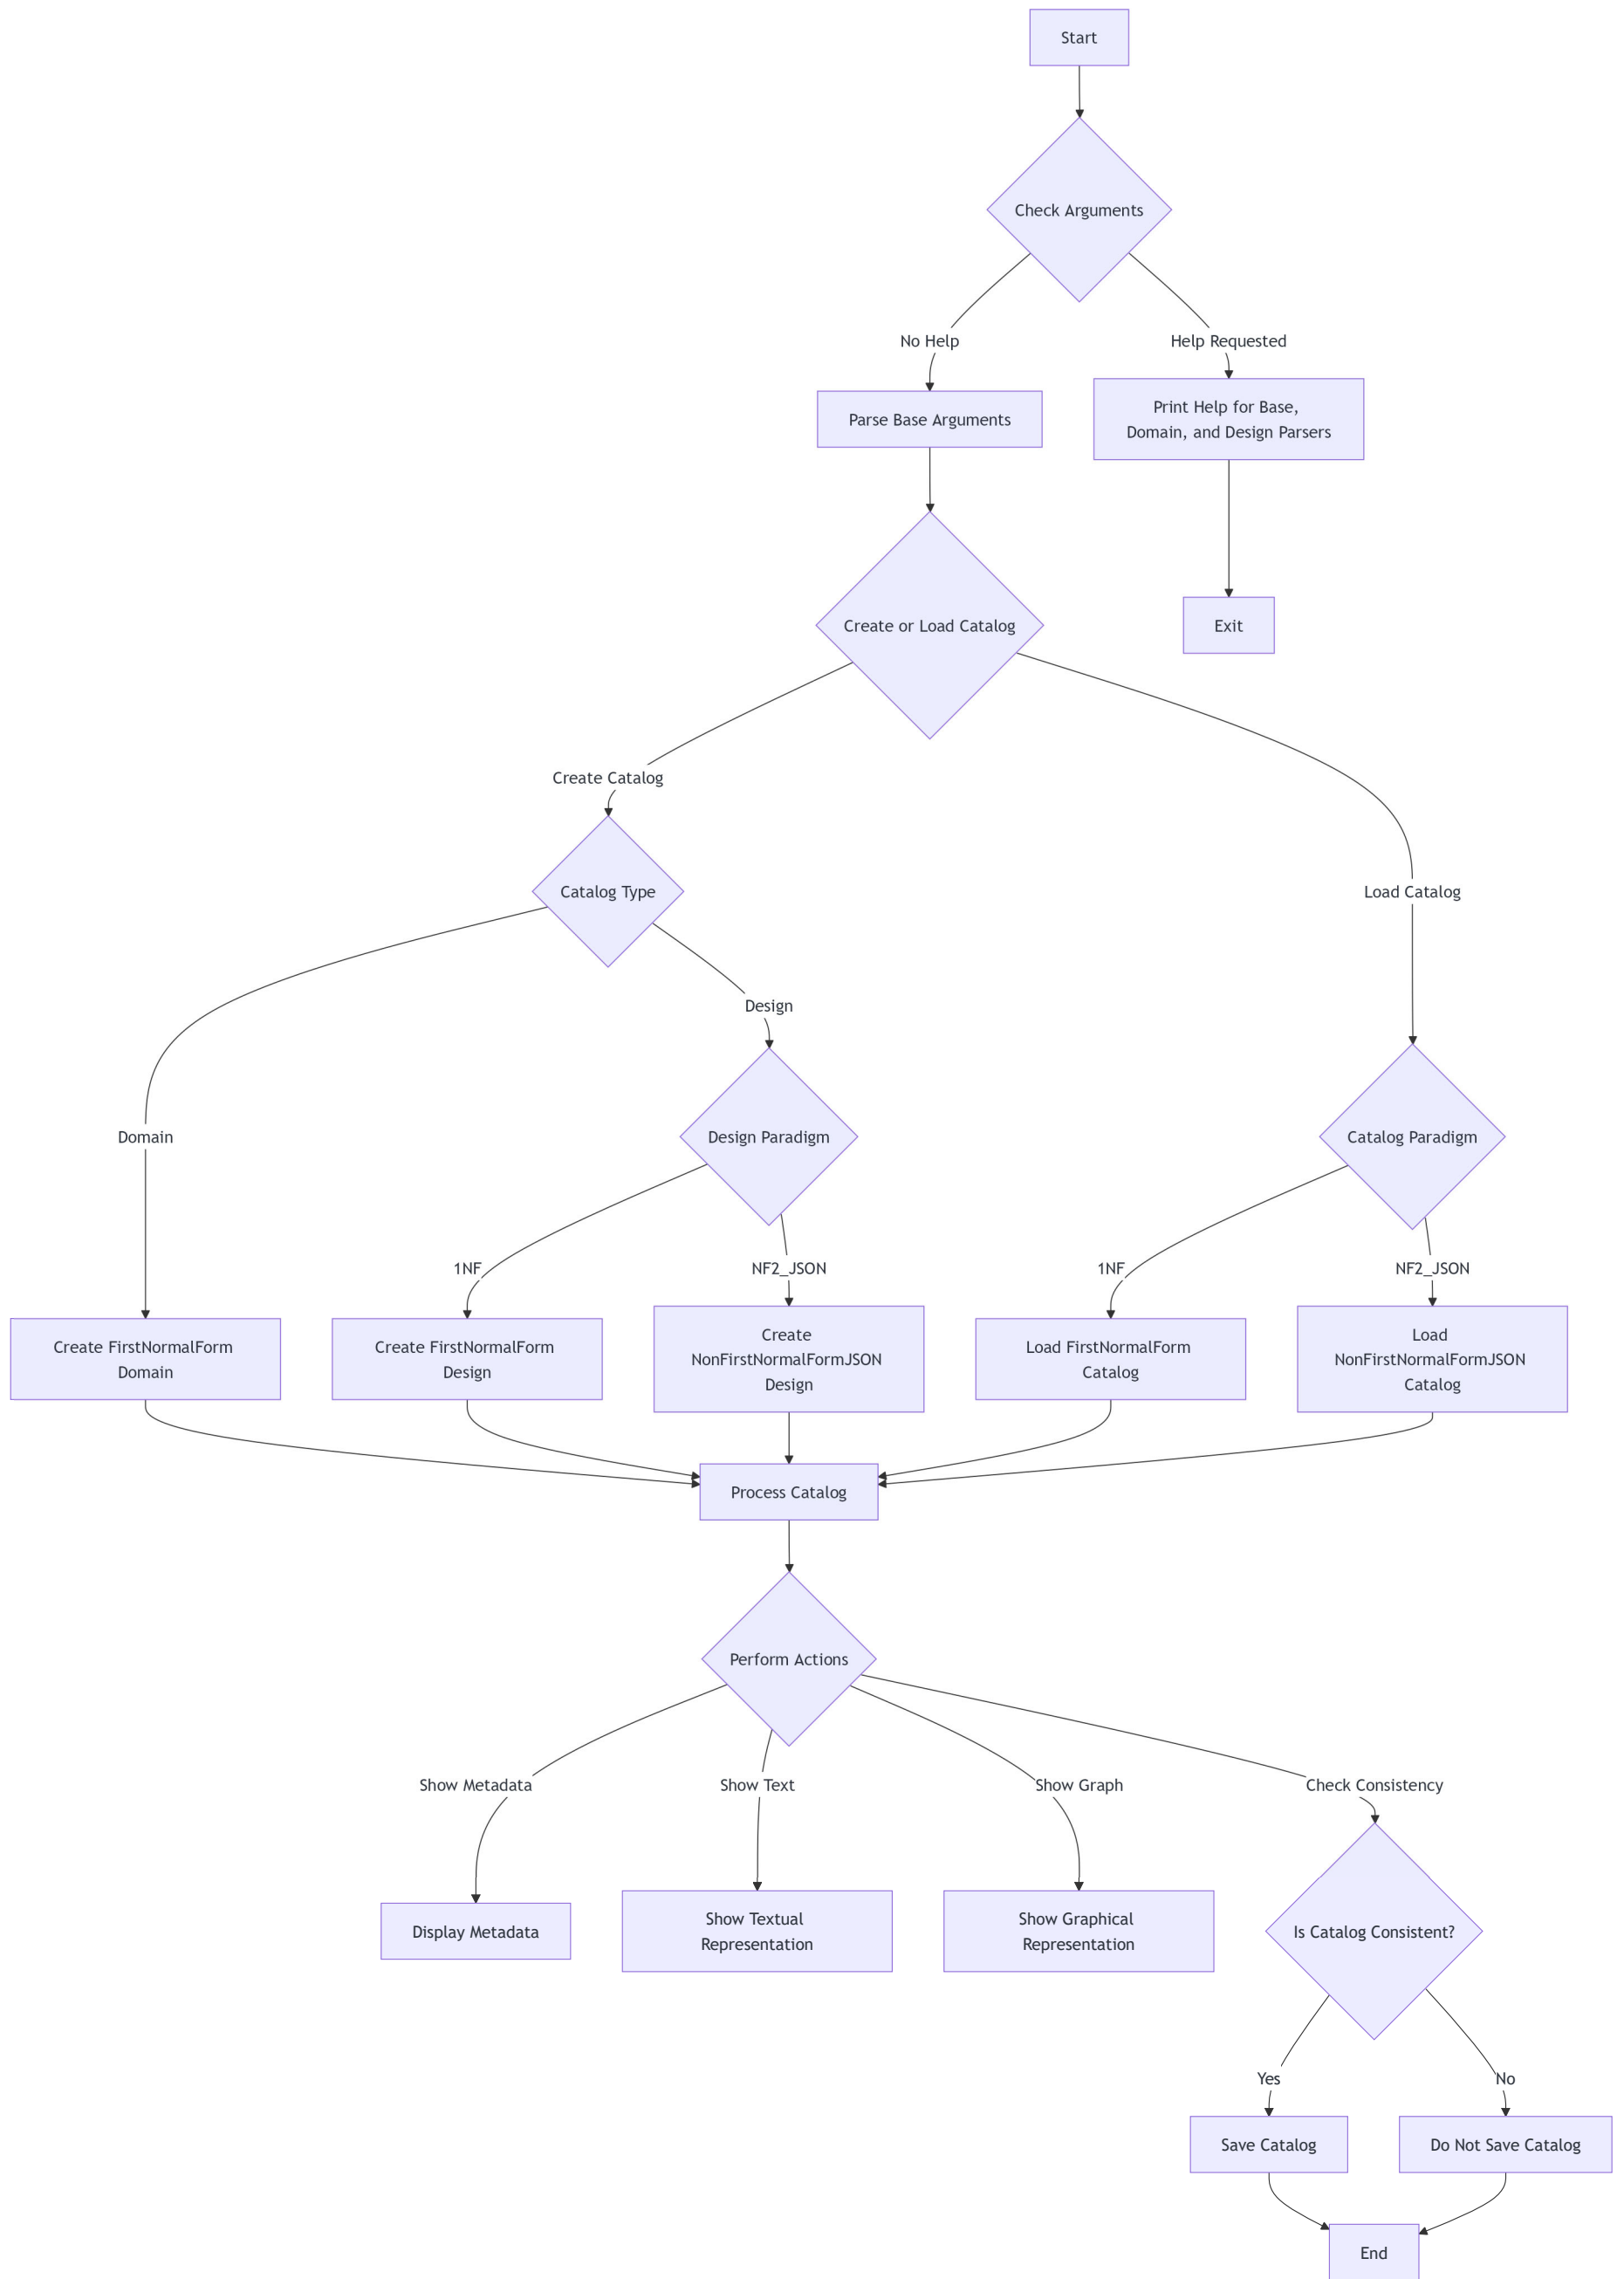 Start
Check Arguments
No Help
Help Requested
Parse Base Arguments
Print Help for Base,
Domain, and Design Parsers
Create or Load Catalog
Exit
Create Catalog
Catalog Type
Load Catalog
Design
Domain
Design Paradigm
Catalog Paradigm
1NF
NF2_JSON
1NF
NF2_JSON
Create FirstNormalForm
Domain
Create FirstNormalForm
Design
Create
NonFirstNormalFormJSON
Design
Load FirstNormalForm
Catalog
Load
NonFirstNormalFormJSON
Catalog
Process Catalog
Perform Actions
Show Metadata
Show Text
Show Graph
Check Consistency
Display Metadata
Show Textual
Representation
Show Graphical
Representation
Is Catalog Consistent?
Yes
No
Save Catalog
Do Not Save Catalog
End